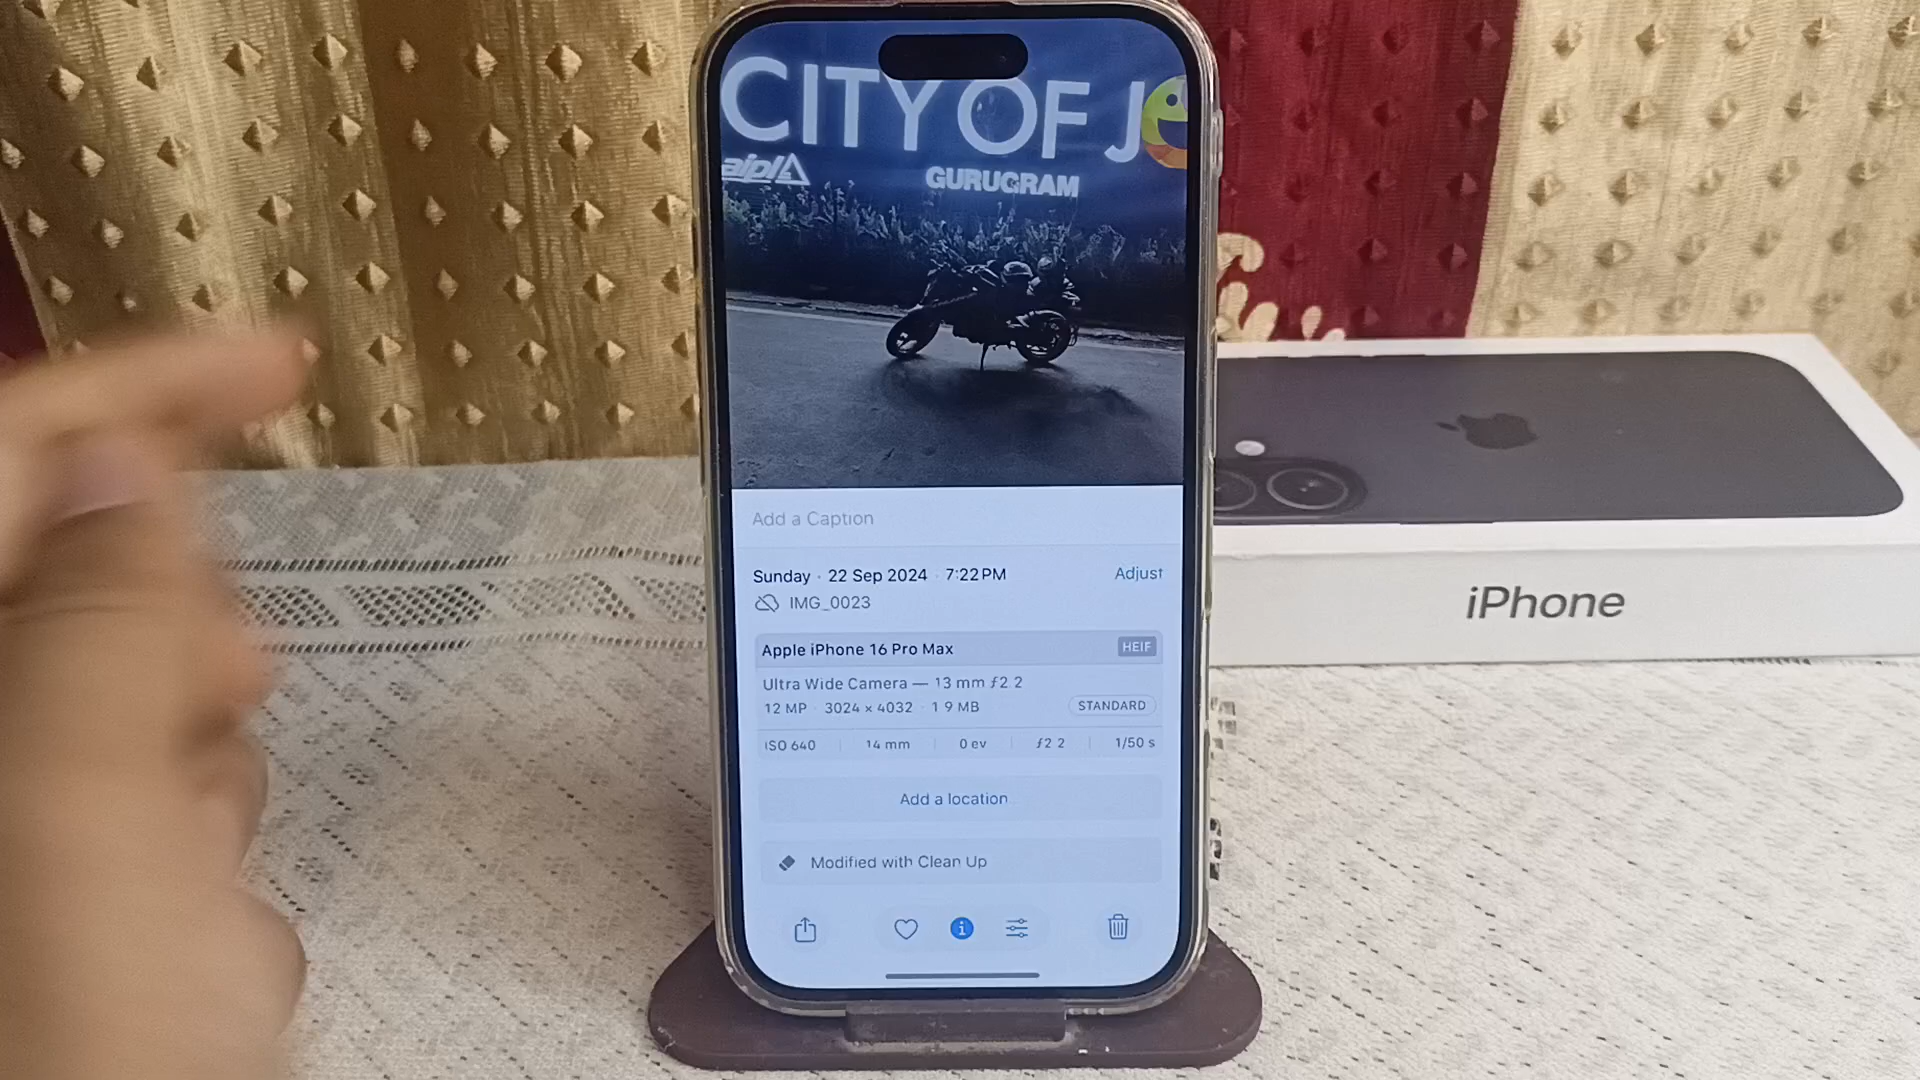 CITY OF J
aipl
GURUGRAM
Add a Caption
Sunday · 22 Sep 2024 · 7:22 PM
Adjust
IMG_0023
Apple iPhone 16 Pro Max
HEIF
Ultra Wide Camera — 13 mm ƒ2 2
12 MP · 3024 × 4032 · 1 9 MB
STANDARD
ISO 640
14 mm
0 ev
ƒ2 2
1/50 s
Add a location
Modified with Clean Up
iPhone